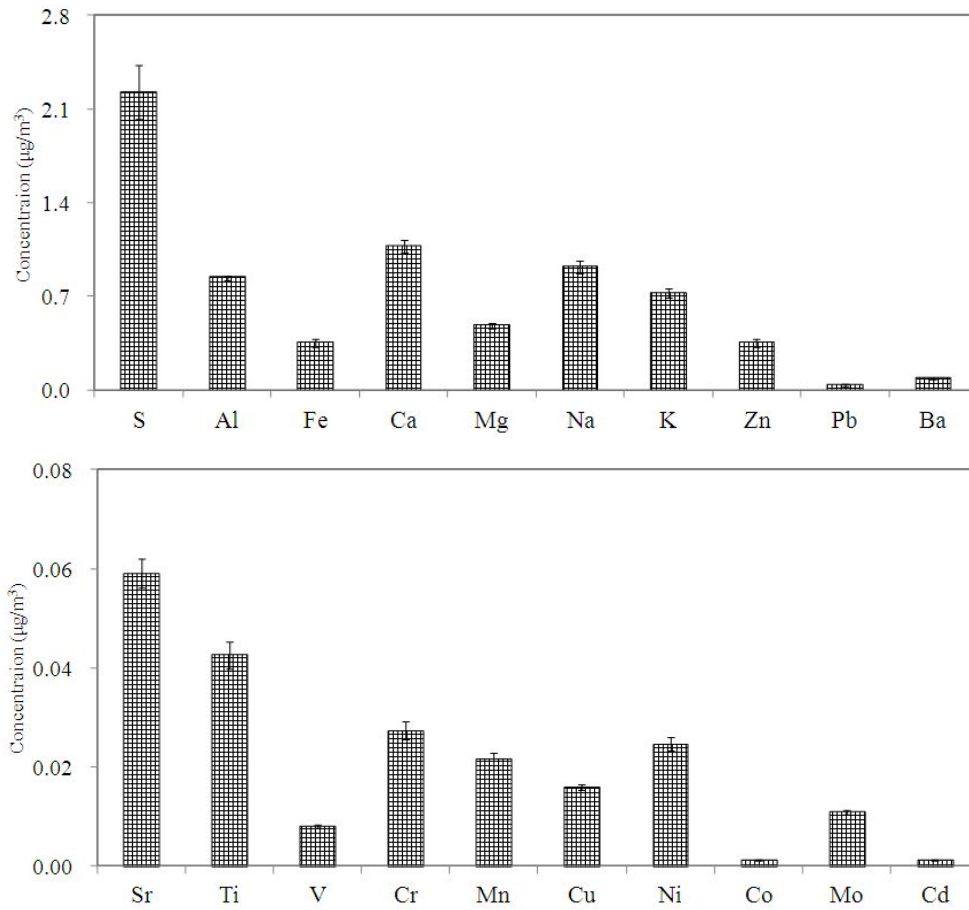 2.8
2.1
1.4
0.7
0.0
Concentraion (µg/m³)
S Al Fe Ca Mg Na K Zn Pb Ba
0.08
0.06
0.04
0.02
0.00
Concentraion (µg/m³)
Sr Ti V Cr Mn Cu Ni Co Mo Cd